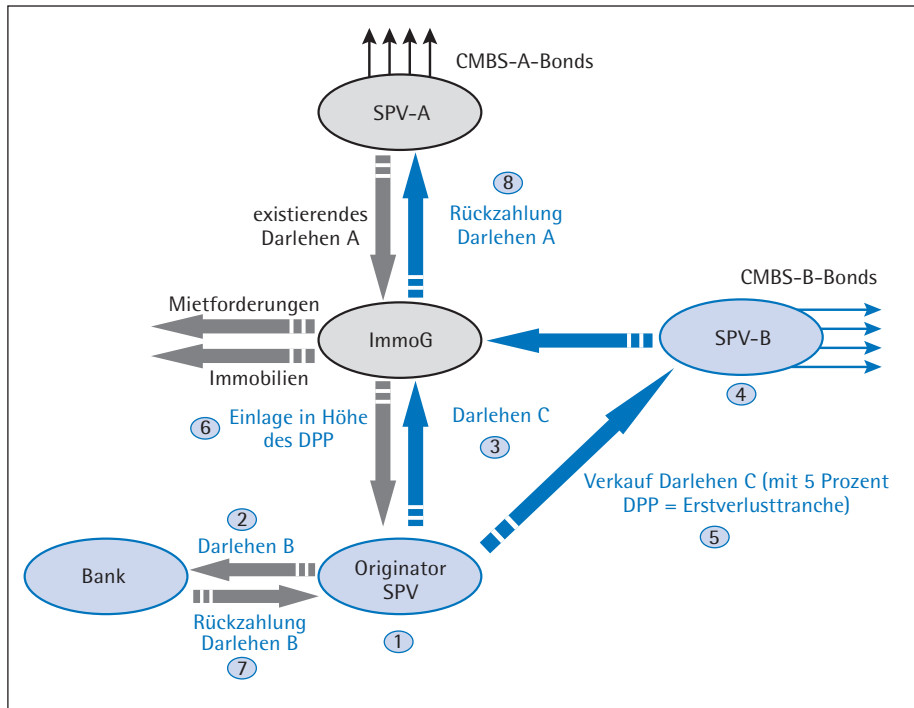 CMBS-A-Bonds
SPV-A
8
existierendes
Darlehen A
Rückzahlung
Darlehen A
CMBS-B-Bonds
Mietforderungen
ImmoG
SPV-B
Immobilien
4
6
Einlage in Höhe
des DPP
Darlehen C
3
Verkauf Darlehen C (mit 5 Prozent
DPP = Erstverlusttranche)
5
2
Darlehen B
Bank
Originator
SPV
Rückzahlung
Darlehen B
7
1